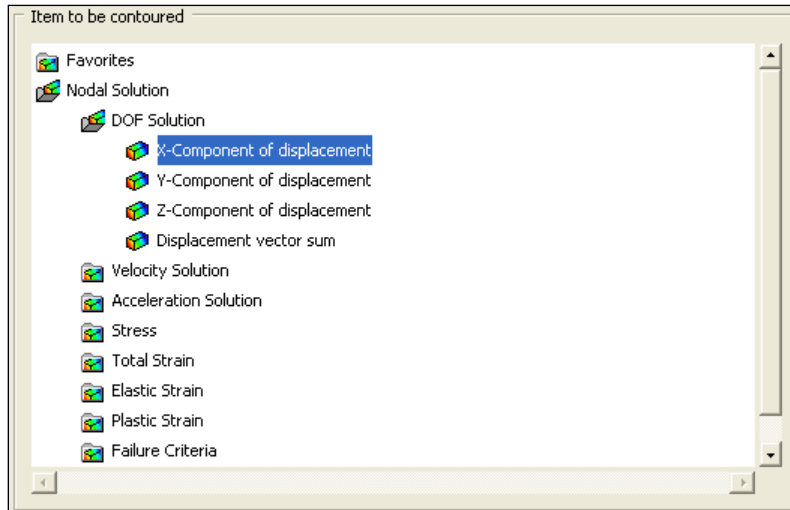 Item to be contoured
Favorites
Nodal Solution
DOF Solution
X-Component of displacement
Y-Component of displacement
Z-Component of displacement
Displacement vector sum
Velocity Solution
Acceleration Solution
Stress
Total Strain
Elastic Strain
Plastic Strain
Failure Criteria